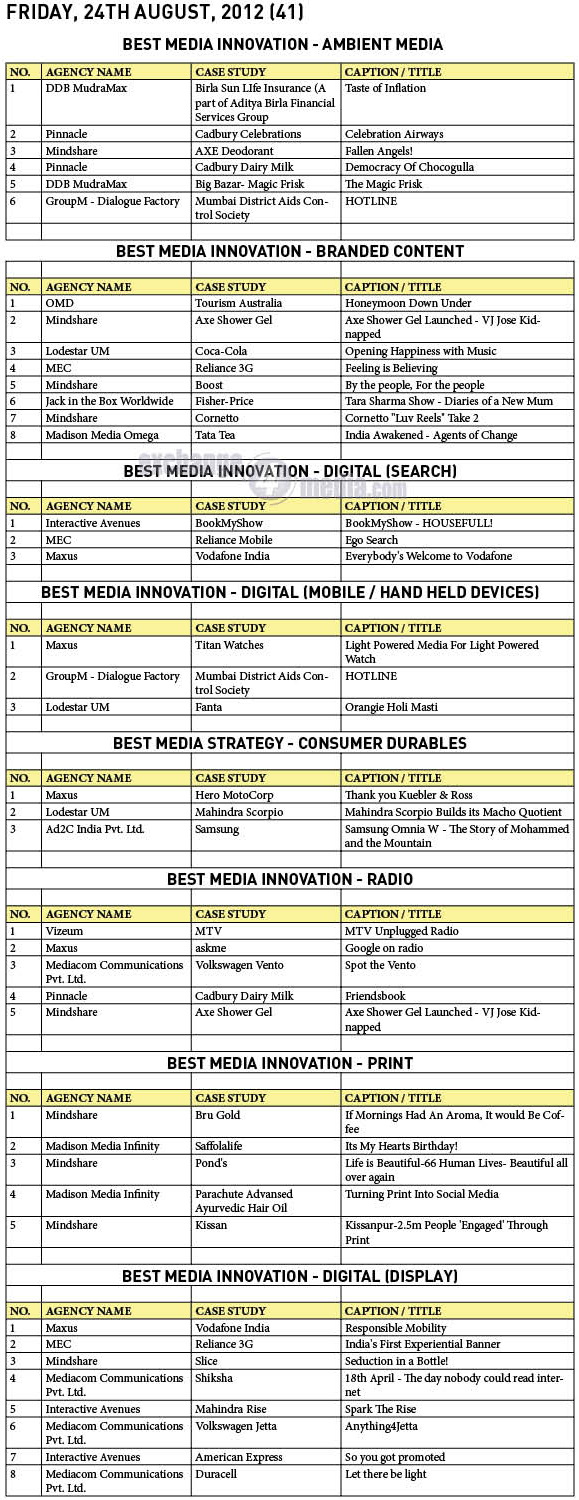 FRIDAY, 24TH AUGUST, 2012 (41)
BEST MEDIA INNOVATION - AMBIENT MEDIA
NO. AGENCY NAME CASE STUDY CAPTION / TITLE
1 DDB MudraMax Birla Sun LIfe Insurance (A Taste of Inflation
part of Aditya Birla Financial
Services Group
2 Pinnacle Cadbury Celebrations Celebration Airways
3 Mindshare AXE Deodorant Fallen Angels!
4 Pinnacle Cadbury Dairy Milk Democracy Of Chocogulla
5 DDB MudraMax Big Bazar- Magic Frisk The Magic Frisk
6 GroupM - Dialogue Factory Mumbai District Aids Con- HOTLINE
trol Society
BEST MEDIA INNOVATION - BRANDED CONTENT
NO. AGENCY NAME CASE STUDY CAPTION / TITLE
1 OMD Tourism Australia Honeymoon Down Under
2 Mindshare Axe Shower Gel Axe Shower Gel Launched - VJ Jose Kid-
napped
3 Lodestar UM Coca-Cola Opening Happiness with Music
4 MEC Reliance 3G Feeling is Believing
5 Mindshare Boost By the people, For the people
6 Jack in the Box Worldwide Fisher-Price Tara Sharma Show - Diaries of a New Mum
7 Mindshare Cornetto Cornetto "Luv Reels" Take 2
8 Madison Media Omega Tata Tea India Awakened - Agents of Change
exchange4media.com
BEST MEDIA INNOVATION - DIGITAL (SEARCH)
NO. AGENCY NAME CASE STUDY CAPTION / TITLE
1 Interactive Avenues BookMyShow BookMyShow - HOUSEFULL!
2 MEC Reliance Mobile Ego Search
3 Maxus Vodafone India Everybody's Welcome to Vodafone
BEST MEDIA INNOVATION - DIGITAL (MOBILE / HAND HELD DEVICES)
NO. AGENCY NAME CASE STUDY CAPTION / TITLE
1 Maxus Titan Watches Light Powered Media For Light Powered
Watch
2 GroupM - Dialogue Factory Mumbai District Aids Con- HOTLINE
trol Society
3 Lodestar UM Fanta Orangie Holi Masti
BEST MEDIA STRATEGY - CONSUMER DURABLES
NO. AGENCY NAME CASE STUDY CAPTION / TITLE
1 Maxus Hero MotoCorp Thank you Kuebler & Ross
2 Lodestar UM Mahindra Scorpio Mahindra Scorpio Builds its Macho Quotient
3 Ad2C India Pvt. Ltd. Samsung Samsung Omnia W - The Story of Mohammed
and the Mountain
BEST MEDIA INNOVATION - RADIO
NO. AGENCY NAME CASE STUDY CAPTION / TITLE
1 Vizeum MTV MTV Unplugged Radio
2 Maxus askme Google on radio
3 Mediacom Communications Volkswagen Vento Spot the Vento
Pvt. Ltd.
4 Pinnacle Cadbury Dairy Milk Friendsbook
5 Mindshare Axe Shower Gel Axe Shower Gel Launched - VJ Jose Kid-
napped
BEST MEDIA INNOVATION - PRINT
NO. AGENCY NAME CASE STUDY CAPTION / TITLE
1 Mindshare Bru Gold If Mornings Had An Aroma, It would Be Cof-
fee
2 Madison Media Infinity Saffolalife Its My Hearts Birthday!
3 Mindshare Pond's Life is Beautiful-66 Human Lives- Beautiful all
over again
4 Madison Media Infinity Parachute Advansed Turning Print Into Social Media
Ayurvedic Hair Oil
5 Mindshare Kissan Kissanpur-2.5m People 'Engaged' Through
Print
BEST MEDIA INNOVATION - DIGITAL (DISPLAY)
NO. AGENCY NAME CASE STUDY CAPTION / TITLE
1 Maxus Vodafone India Responsible Mobility
2 MEC Reliance 3G India's First Experiential Banner
3 Mindshare Slice Seduction in a Bottle!
4 Mediacom Communications Shiksha 18th April - The day nobody could read inter-
Pvt. Ltd. net
5 Interactive Avenues Mahindra Rise Spark The Rise
6 Mediacom Communications Volkswagen Jetta Anything4Jetta
Pvt. Ltd.
7 Interactive Avenues American Express So you got promoted
8 Mediacom Communications Duracell Let there be light
Pvt. Ltd.